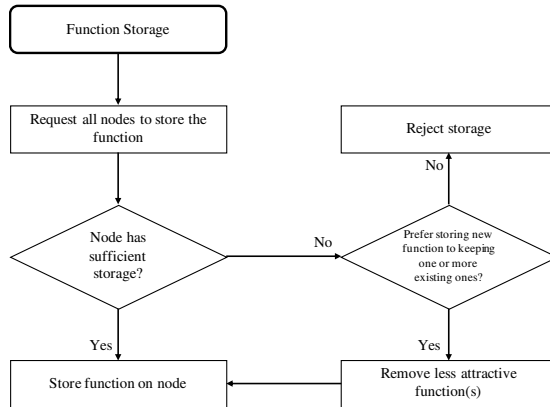 Function Storage
Request all nodes to store the
function
Reject storage
No
Node has
sufficient
storage?
No
Prefer storing new
function to keeping
one or more
existing ones?
Yes
Yes
Store function on node
Remove less attractive
function(s)